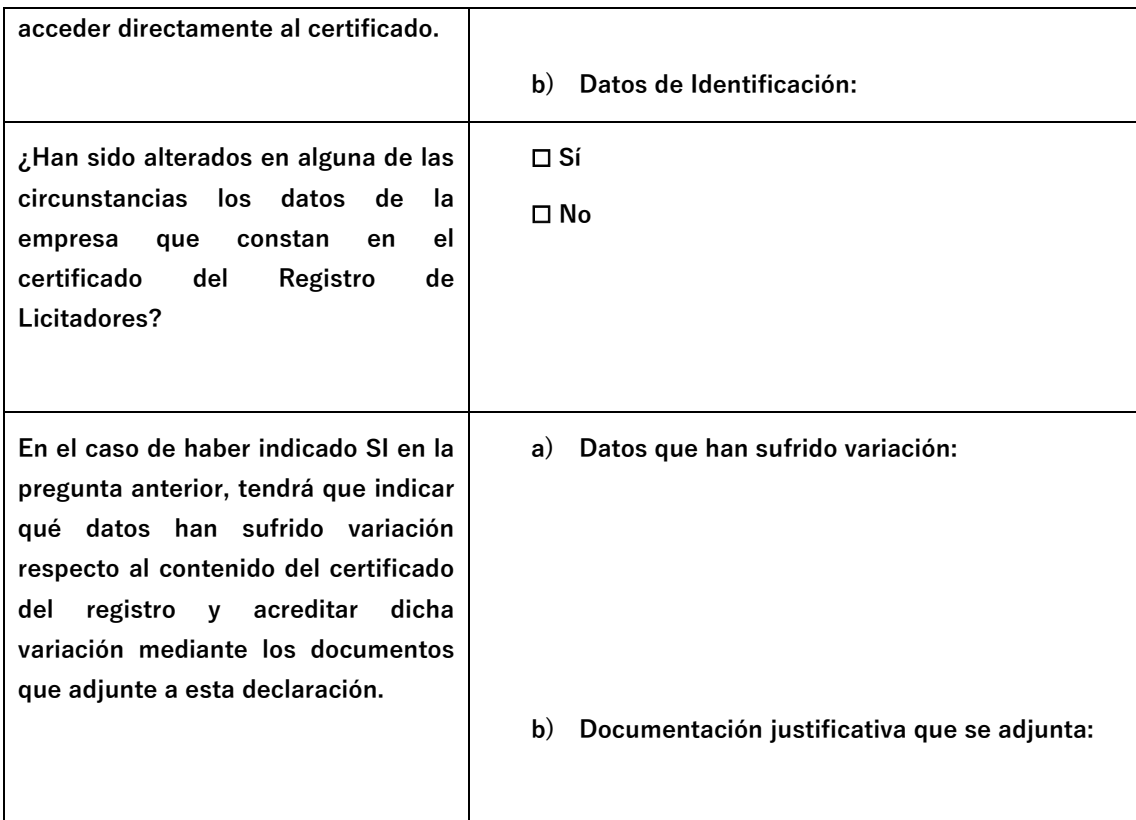 acceder directamente al certificado.
b) Datos de Identificación:
¿Han sido alterados en alguna de las
circunstancias los datos de la
empresa que constan en el
certificado del Registro de
Licitadores?
☐ Sí
☐ No
En el caso de haber indicado SI en la
pregunta anterior, tendrá que indicar
qué datos han sufrido variación
respecto al contenido del certificado
del registro y acreditar dicha
variación mediante los documentos
que adjunte a esta declaración.
a) Datos que han sufrido variación:
b) Documentación justificativa que se adjunta: